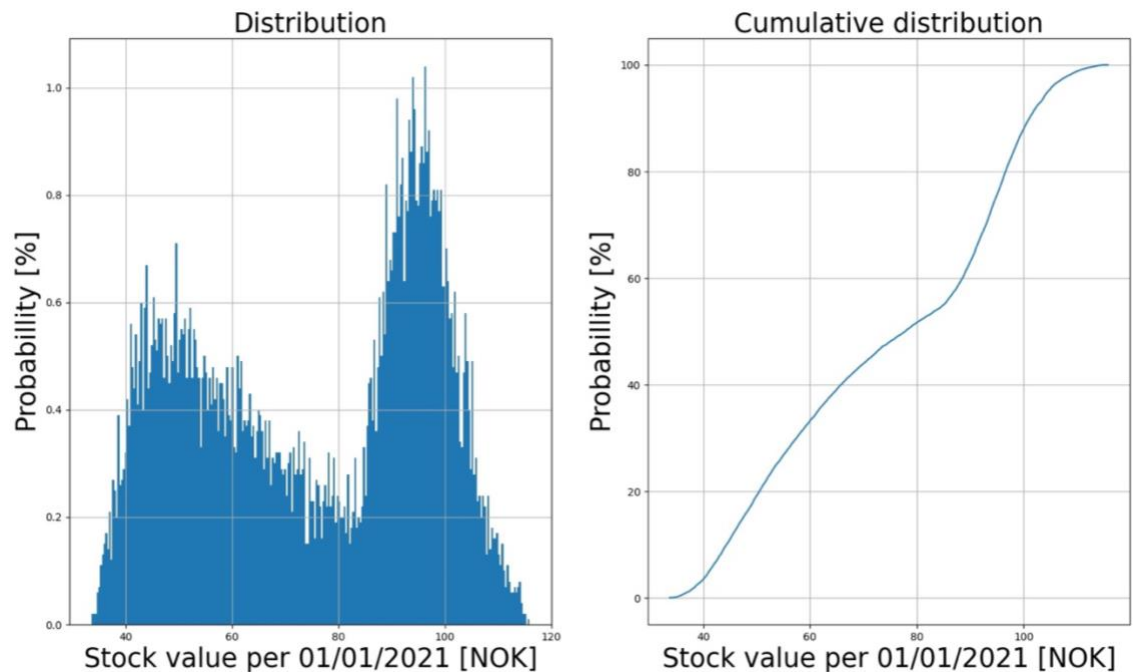 Distribution
Probabillity [%]
1.0
0.8
0.6
0.4
0.2
0.0
40 60 80 100 120
Stock value per 01/01/2021 [NOK]
Cumulative distribution
Probabillity [%]
100
80
60
40
20
0
40 60 80 100
Stock value per 01/01/2021 [NOK]